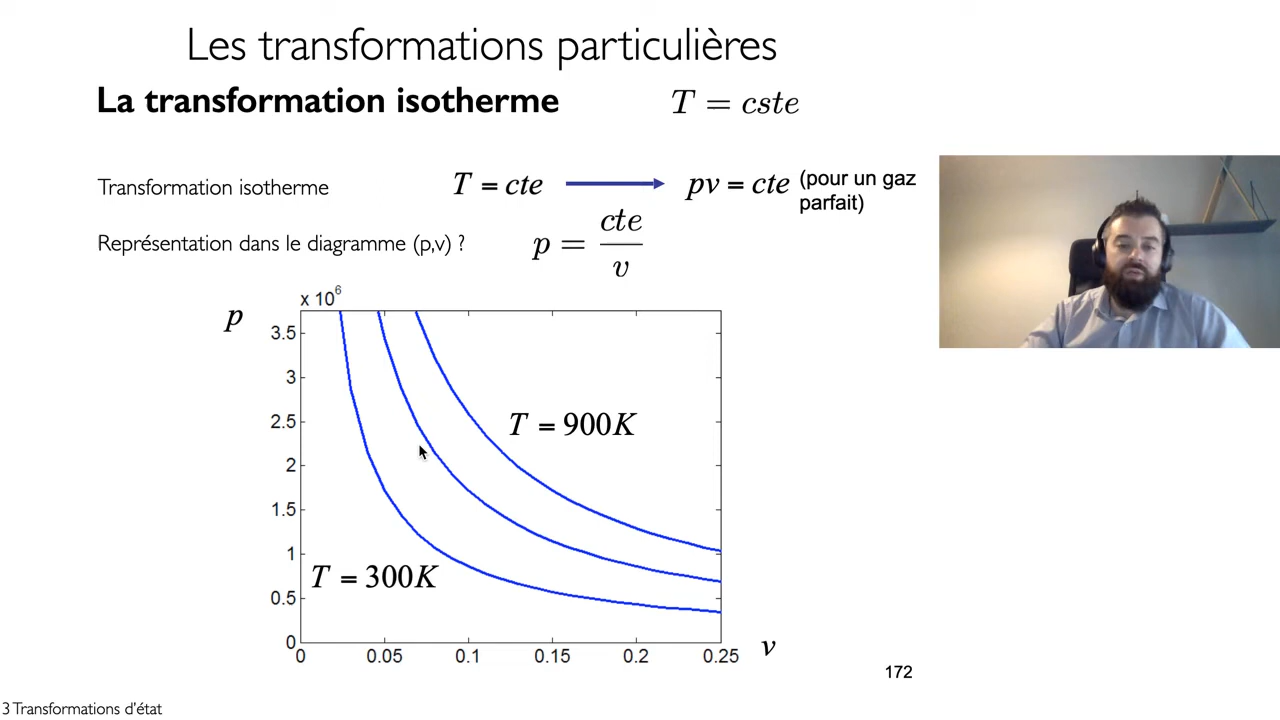 Les transformations particulières
La transformation isotherme T = cste
Transformation isotherme T = cte pv = cte (pour un gaz
parfait)
Représentation dans le diagramme (p,v) ? p = cte / v
x 10^6
p
3.5
3
2.5
T = 900K
2
1.5
1
T = 300K
0.5
0
0 0.05 0.1 0.15 0.2 0.25
v
172
3 Transformations d'état